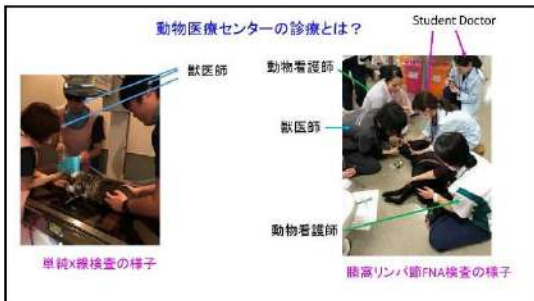 動物医療センターの診療とは？
Student Doctor
獣医師
動物看護師
獣医師
動物看護師
単純X線検査の様子
膝窩リンパ節FNA検査の様子